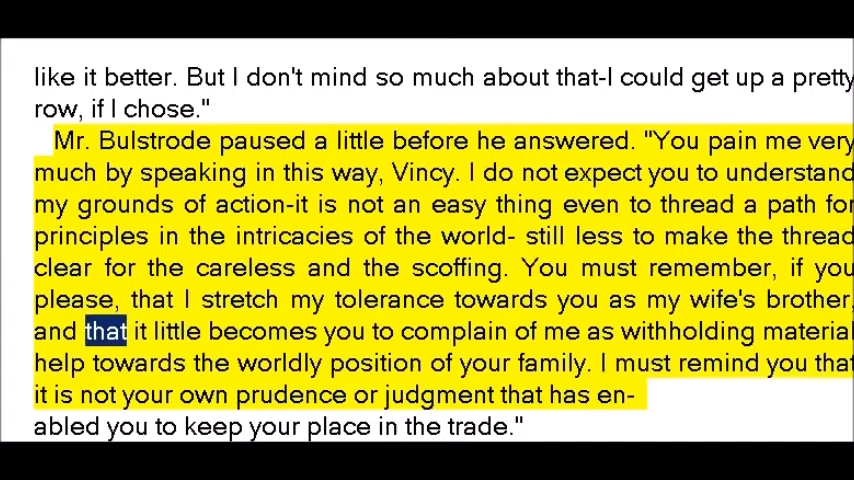 like it better. But I don't mind so much about that-I could get up a pretty
row, if I chose."
Mr. Bulstrode paused a little before he answered. "You pain me very
much by speaking in this way, Vincy. I do not expect you to understand
my grounds of action-it is not an easy thing even to thread a path for
principles in the intricacies of the world- still less to make the thread
clear for the careless and the scoffing. You must remember, if you
please, that I stretch my tolerance towards you as my wife's brother,
and that it little becomes you to complain of me as withholding material
help towards the worldly position of your family. I must remind you that
it is not your own prudence or judgment that has en-
abled you to keep your place in the trade."